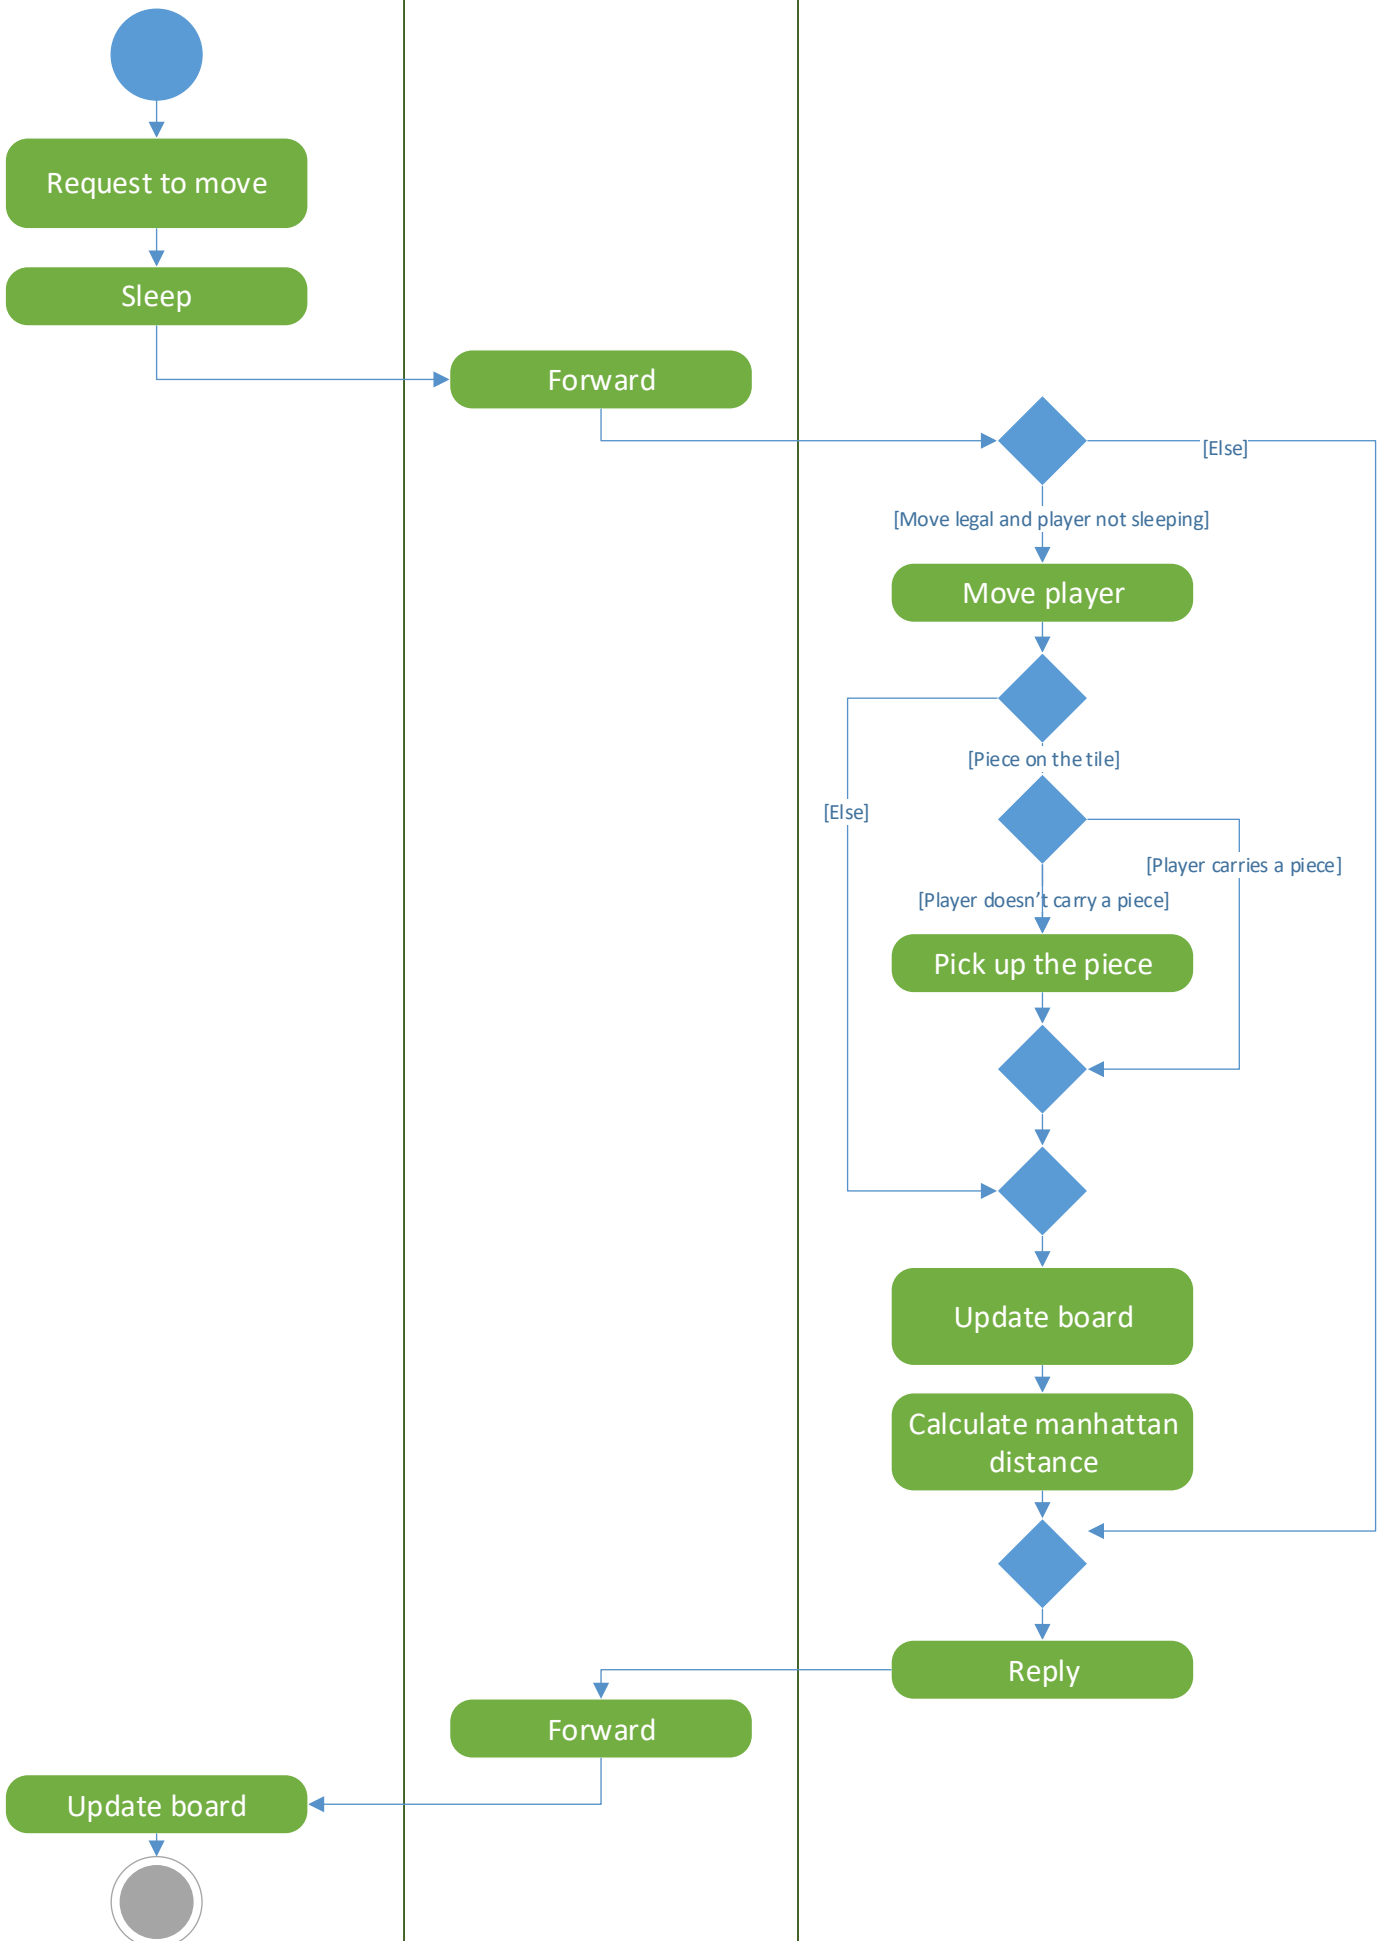 Request to move
Sleep
Forward
[Else]
[Move legal and player not sleeping]
Move player
[Piece on the tile]
[Else]
[Player carries a piece]
[Player doesn't carry a piece]
Pick up the piece
Update board
Calculate manhattan
distance
Reply
Forward
Update board